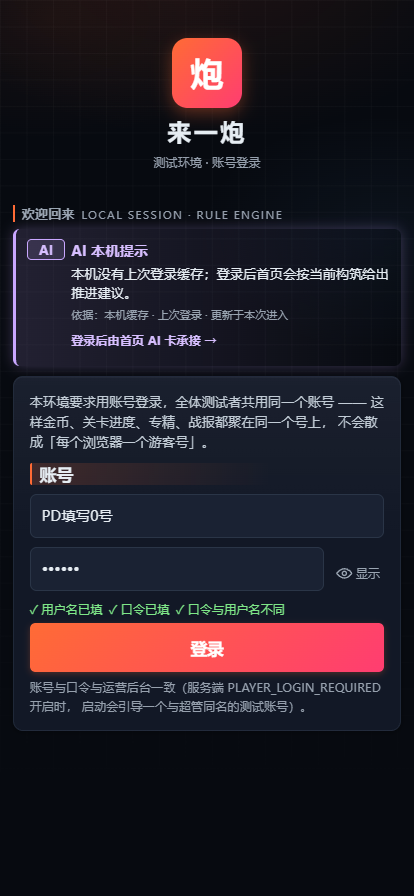 炮
来一炮
测试环境 · 账号登录
欢迎回来 LOCAL SESSION · RULE ENGINE
AI AI 本机提示
本机没有上次登录缓存；登录后首页会按当前构筑给出
推进建议。
依据：本机缓存 · 上次登录 · 更新于本次进入
登录后由首页 AI 卡承接 →
本环境要求用账号登录，全体测试者共用同一个账号 —— 这
样金币、关卡进度、专精、战报都聚在同一个号上， 不会散
成「每个浏览器一个游客号」。
账号
PD填写0号
•••••• 显示
✓ 用户名已填 ✓ 口令已填 ✓ 口令与用户名不同
登录
账号与口令与运营后台一致（服务端 PLAYER_LOGIN_REQUIRED
开启时， 启动会引导一个与超管同名的测试账号）。